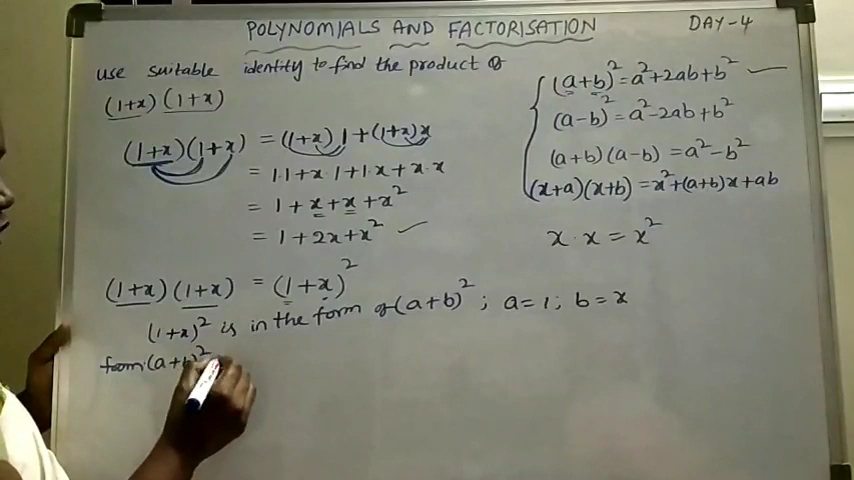 POLYNOMIALS AND FACTORISATION
DAY-4
use suitable identity to find the product of
(1+x) (1+x)
(1+x)(1+x) = (1+x)1+(1+x)x
= 1.1+x.1+1.x+x.x
= 1+x+x+x²
= 1+2x+x²
(1+x)(1+x) = (1+x)²
(1+x)² is in the form of (a+b)² ; a=1; b=x
from (a+b)²
(a+b)²=a²+2ab+b²
(a-b)²=a²-2ab+b²
(a+b)(a-b)=a²-b²
(x+a)(x+b)=x²+(a+b)x+ab
x.x=x²